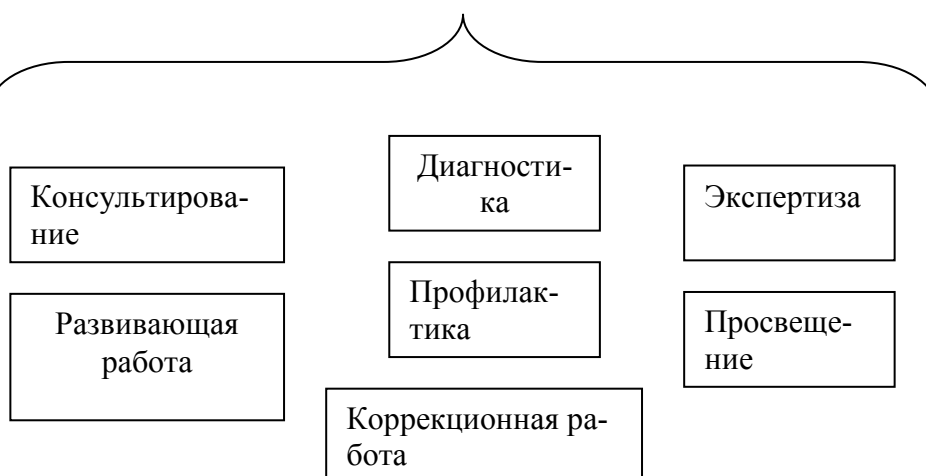 Консультирова-
ние
Диагности-
ка
Экспертиза
Развивающая
работа
Профилак-
тика
Просвеще-
ние
Коррекционная ра-
бота